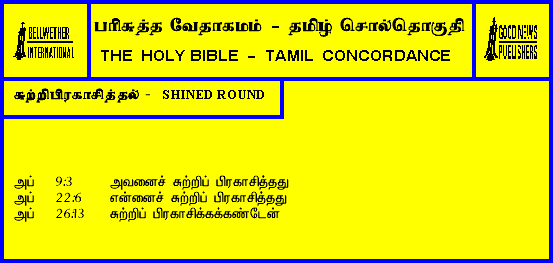 BELLWETHER
INTERNATIONAL
பரிசுத்த வேதாகமம் - தமிழ் சொல்தொகுதி
THE HOLY BIBLE - TAMIL CONCORDANCE
GOOD NEWS
PUBLISHERS
சுற்றிபிரகாசித்தல் - SHINED ROUND
அப் 9:3 அவனைச் சுற்றிப் பிரகாசித்தது
அப் 22:6 என்னைச் சுற்றிப் பிரகாசித்தது
அப் 26:13 சுற்றிப் பிரகாசிக்கக்கண்டேன்